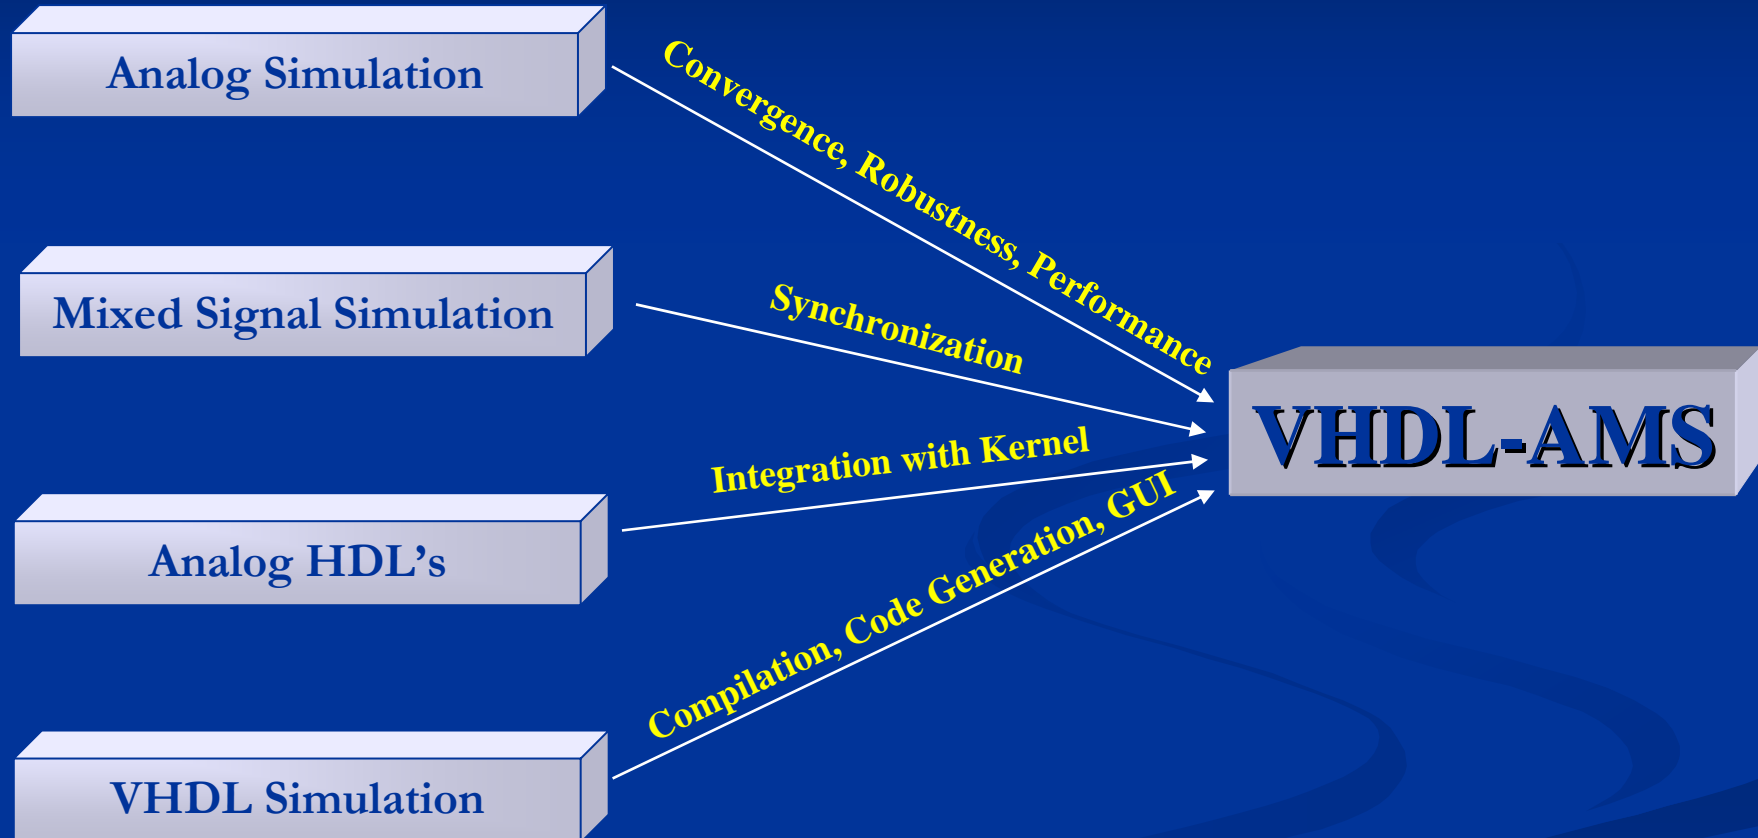 Analog Simulation
Convergence, Robustness, Performance
Mixed Signal Simulation
Synchronization
VHDL-AMS
Integration with Kernel
Analog HDL’s
Compilation, Code Generation, GUI
VHDL Simulation